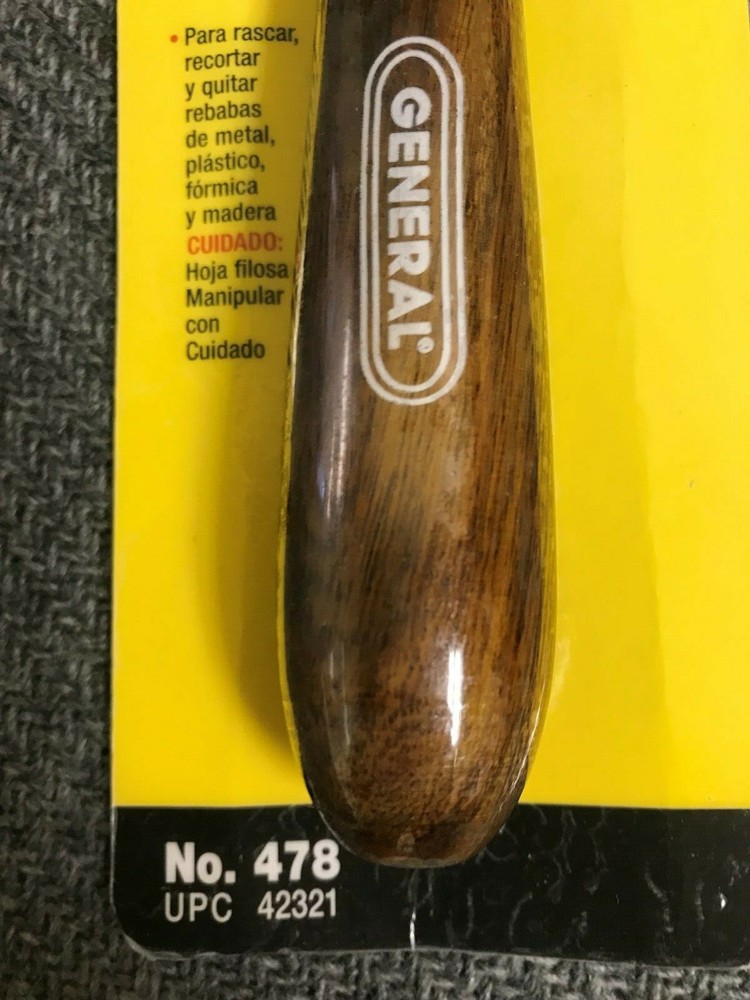 • Para rascar,
recortar
y quitar
rebabas
de metal,
plástico,
fórmica
y madera
CUIDADO:
Hoja filosa
Manipular
con
Cuidado
GENERAL®
No. 478
UPC 42321